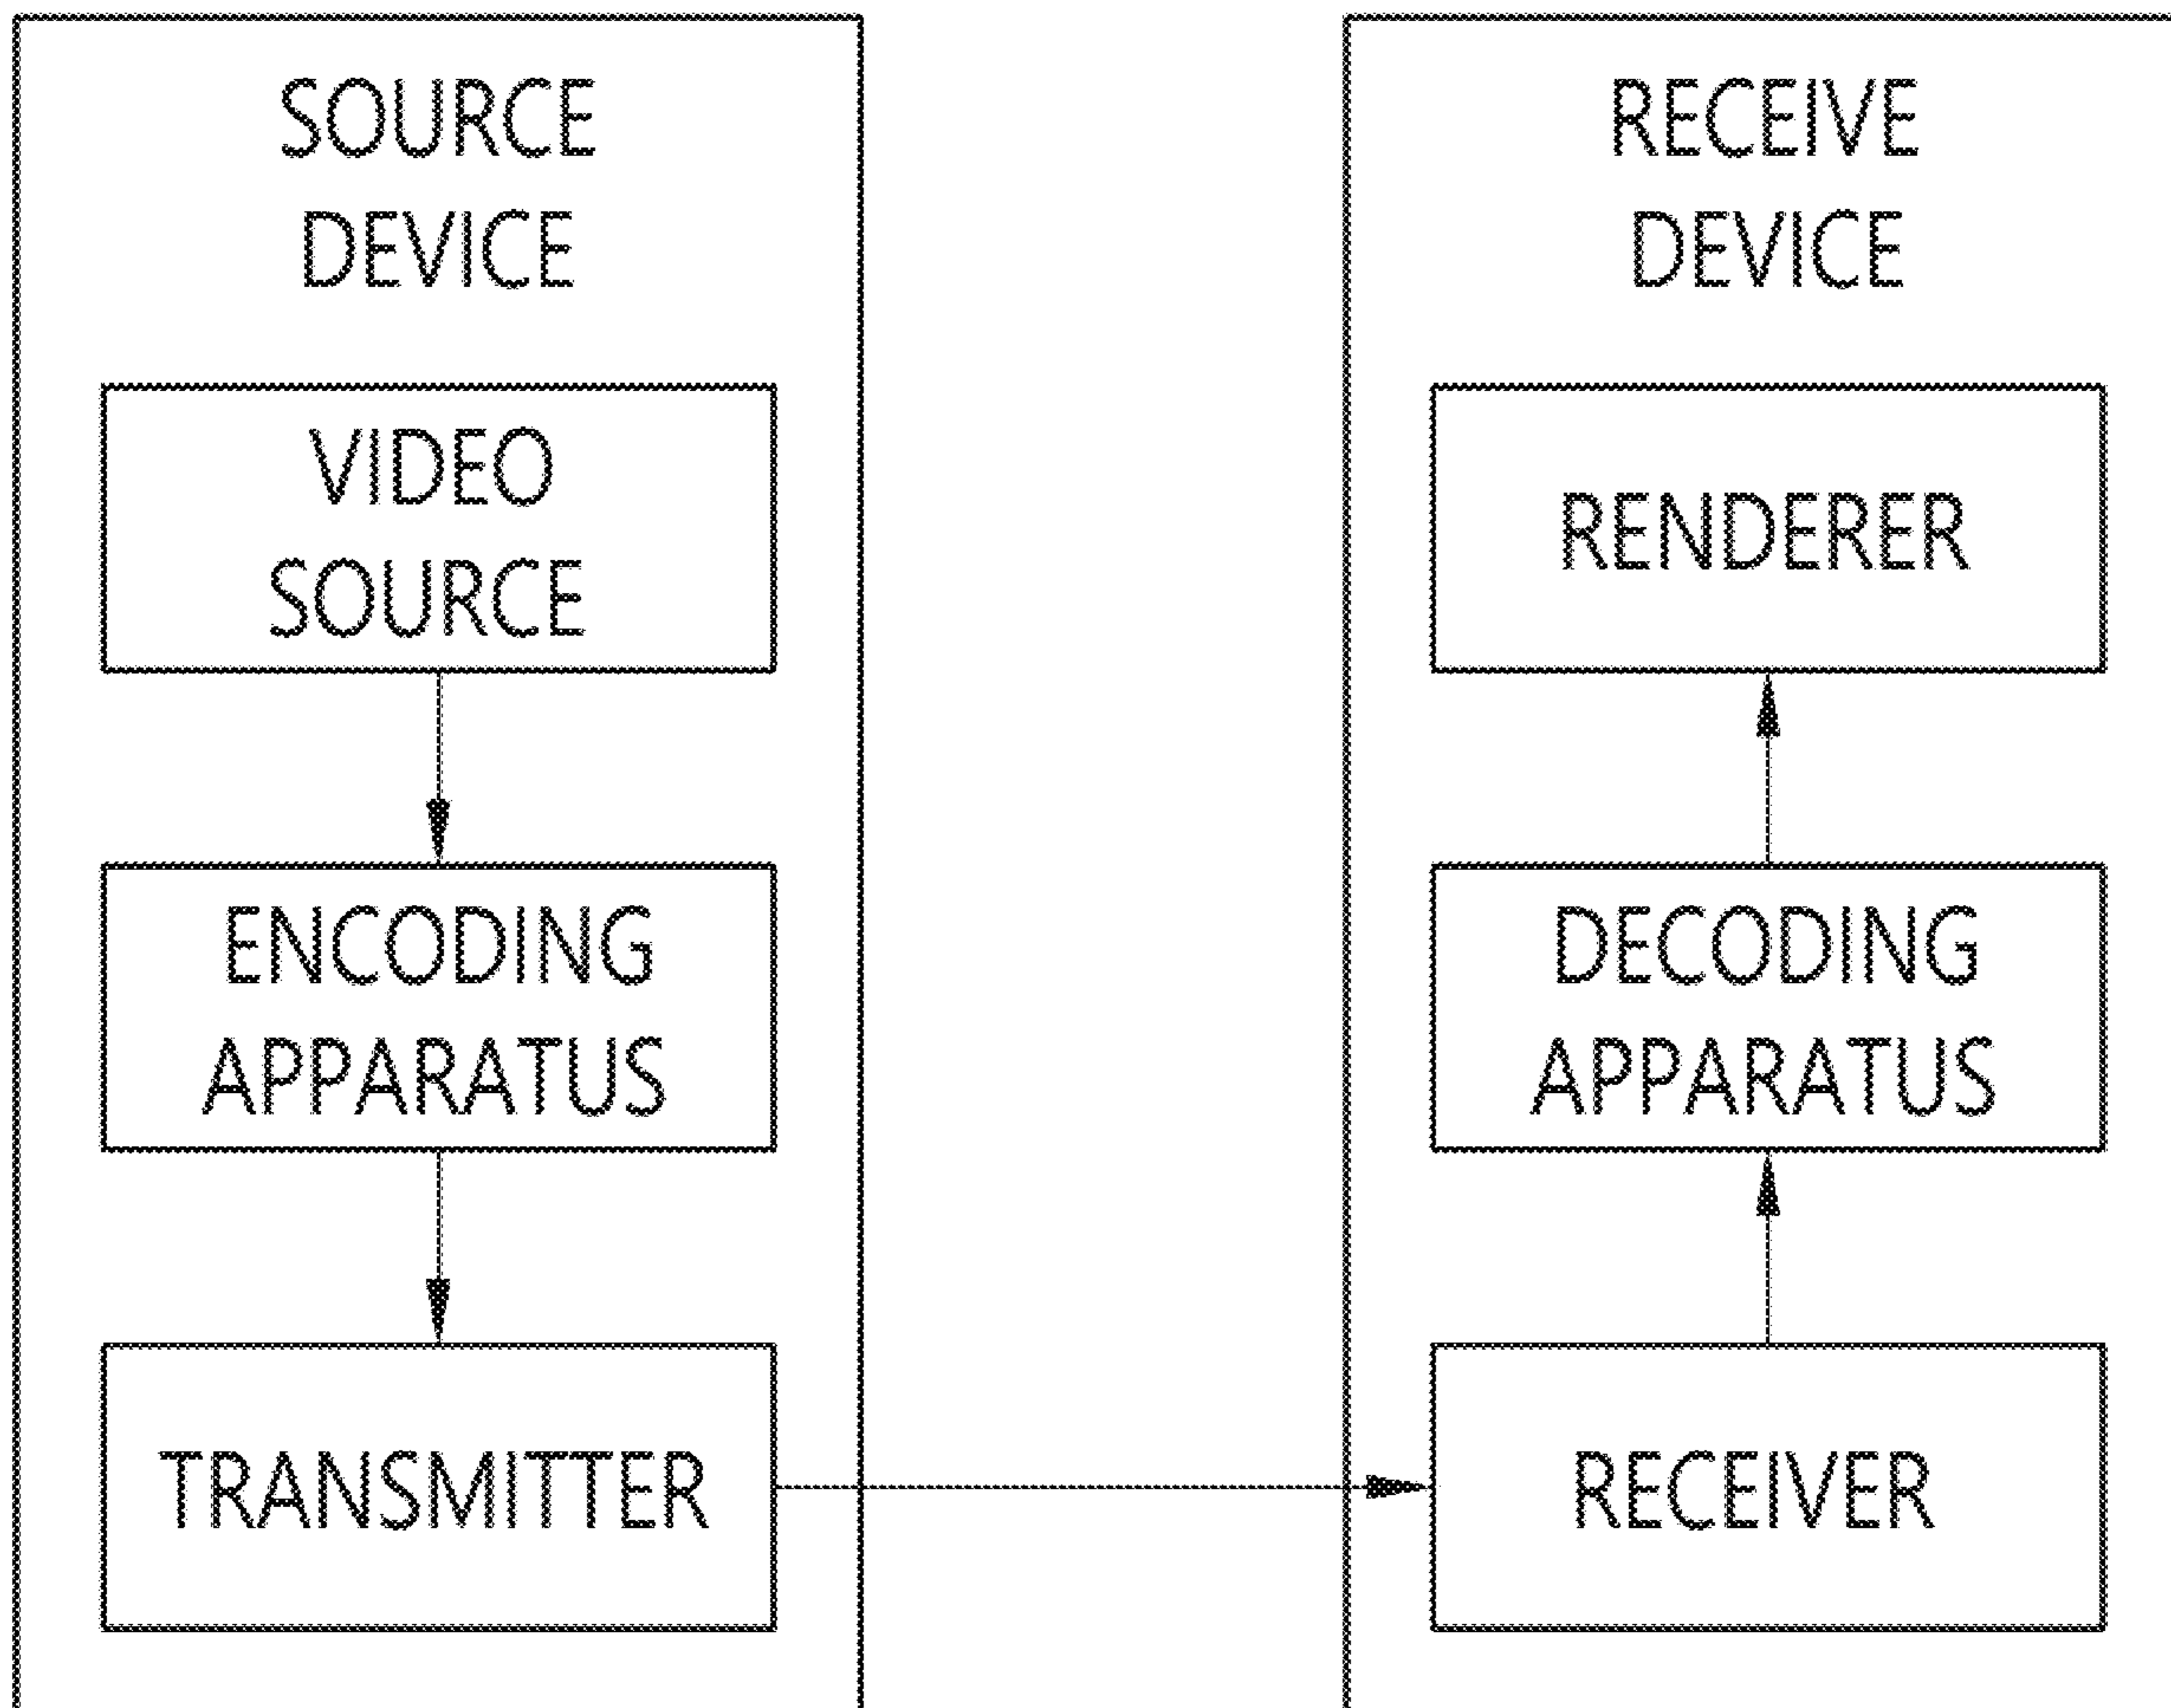 SOURCE
DEVICE
VIDEO
SOURCE
ENCODING
APPARATUS
TRANSMITTER
RECEIVE
DEVICE
RENDERER
DECODING
APPARATUS
RECEIVER